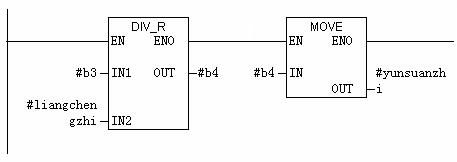 DIV_R
MOVE
EN ENO
EN ENO
#b3 IN1 OUT #b4
#b4 IN
#yunsuanzh
i
OUT
#liangchen
gzhi IN2